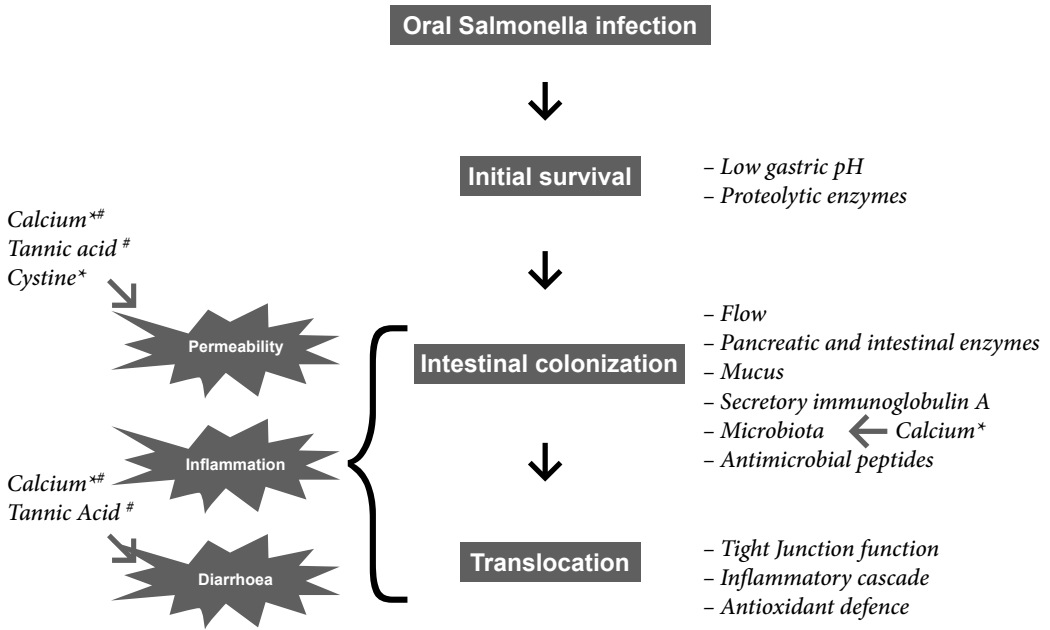 Oral Salmonella infection
Initial survival
– Low gastric pH
– Proteolytic enzymes
Calcium*#
Tannic acid #
Cystine*
Permeability
Intestinal colonization
– Flow
– Pancreatic and intestinal enzymes
– Mucus
– Secretory immunoglobulin A
– Microbiota
Calcium*
– Antimicrobial peptides
Inflammation
Calcium*#
Tannic Acid #
Diarrhoea
Translocation
– Tight Junction function
– Inflammatory cascade
– Antioxidant defence